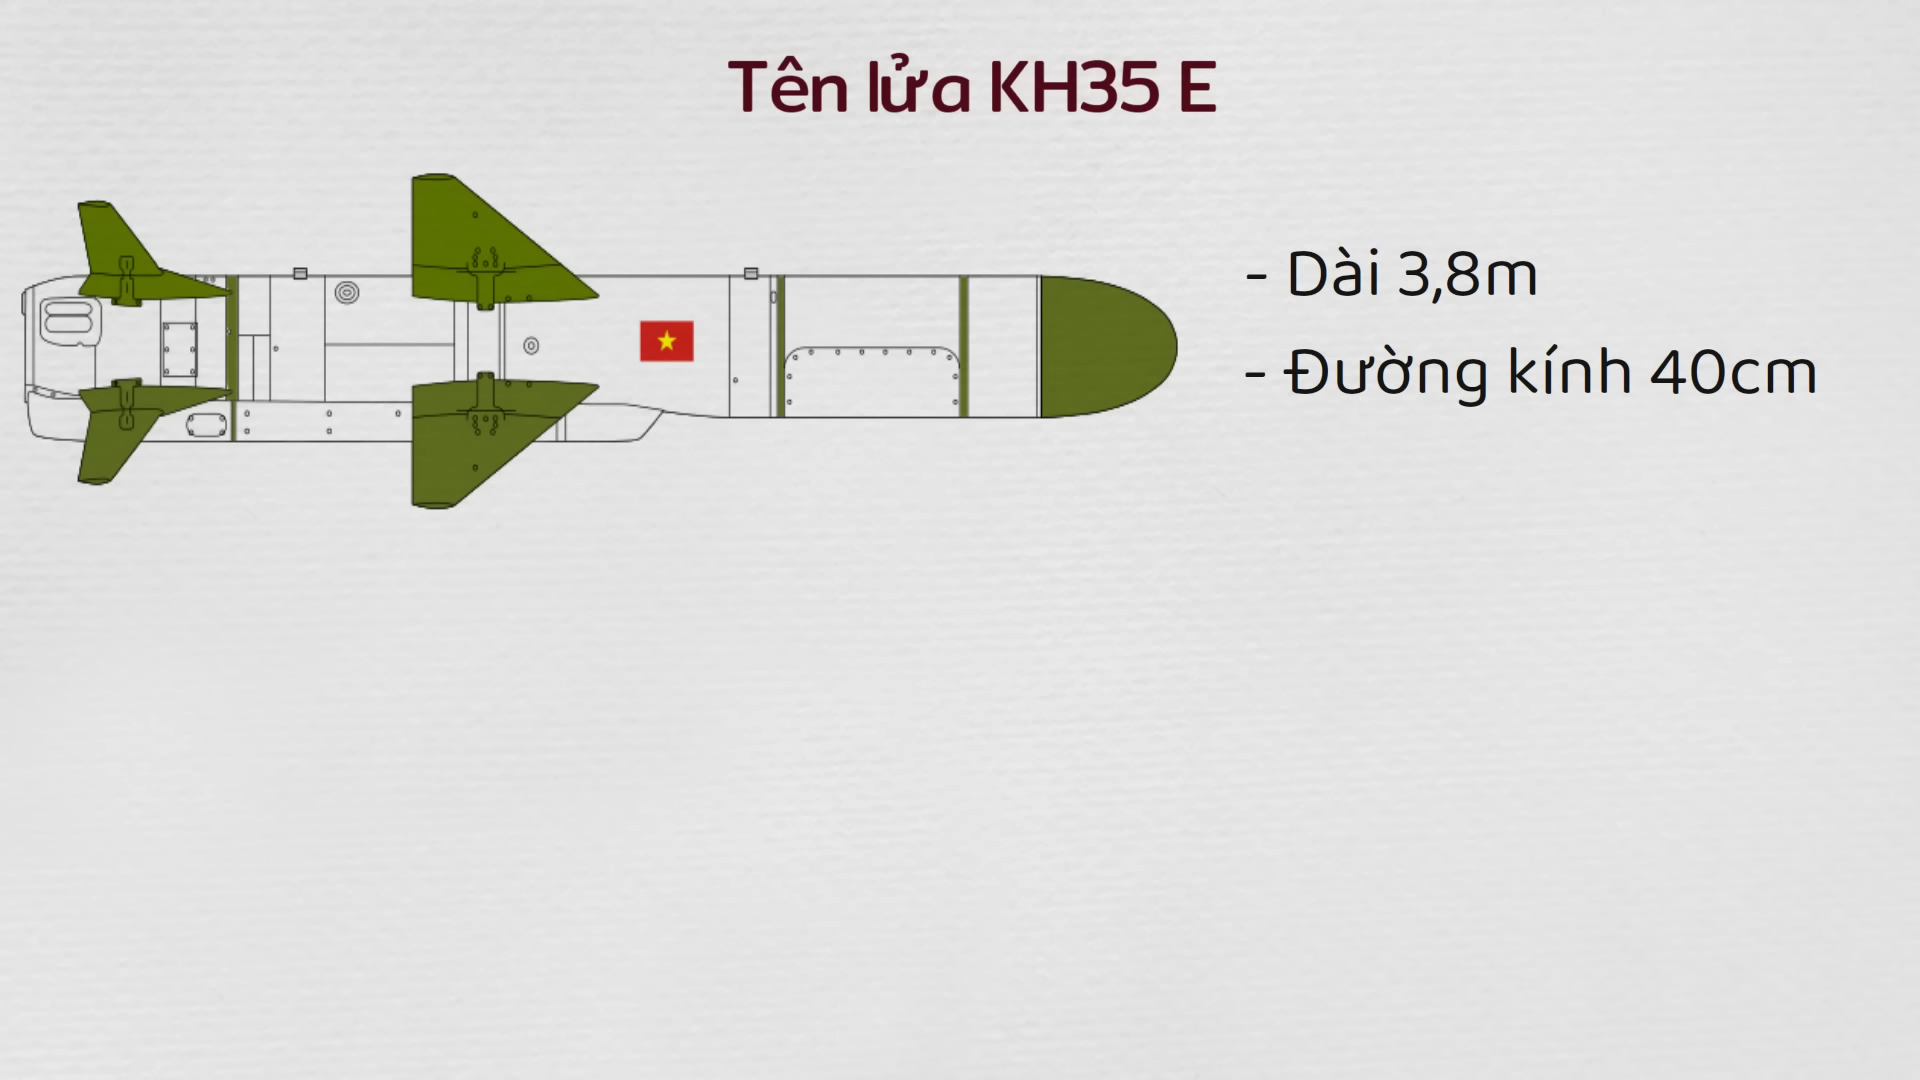 Tên lửa KH35 E
- Dài 3,8m
- Đường kính 40cm